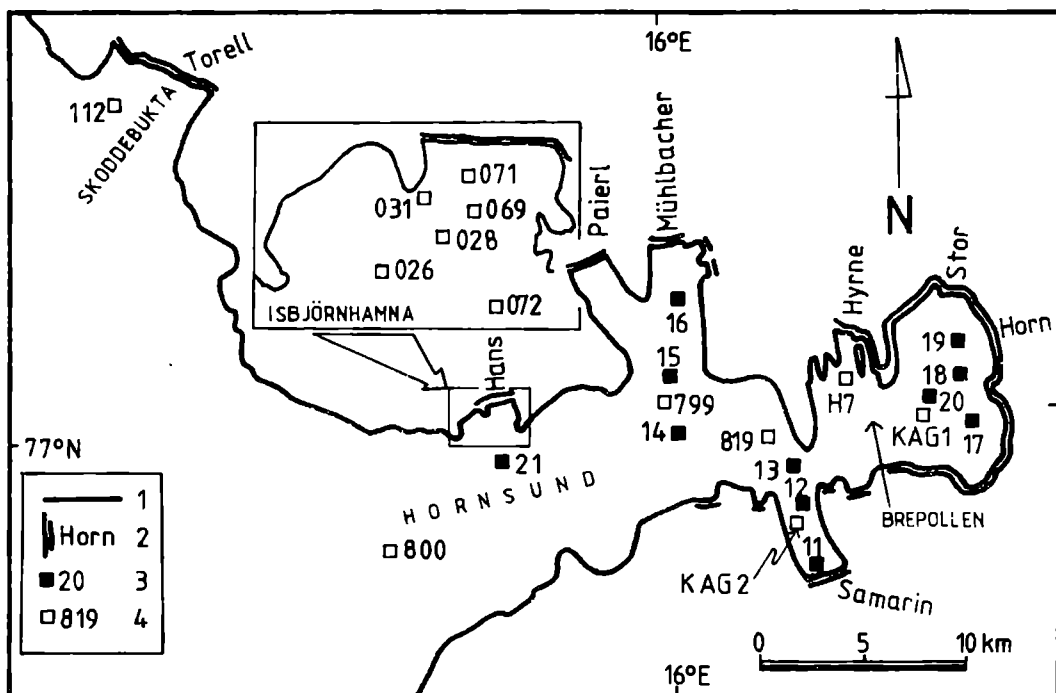 16°E
Torell
112
SKODDEBUKTA
071
031
069
028
026
072
ISBJÖRNHAMNA
Paierl
Mühlbacher
N
Hyrne
Stor
Horn
16
15
799
14
Hans
21
77°N
HORNSUND
800
819
13
12
11
KAG2
Samarin
H7
19
18
20
KAG1
17
BREPOLLEN
1
Horn 2
20 3
819 4
0 5 10 km
16°E